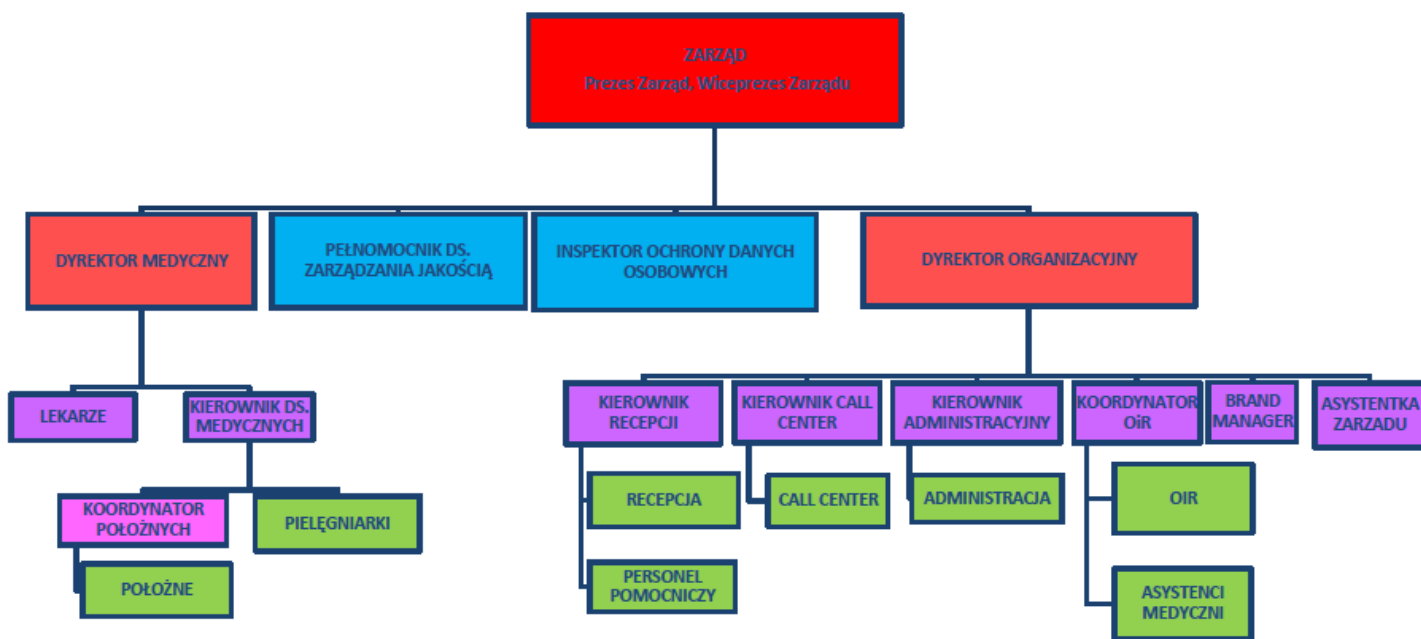 ZARZĄD
Prezes Zarząd, Wiceprezes Zarządu
DYREKTOR MEDYCZNY
PEŁNOMOCNIK DS.
ZARZĄDZANIA JAKOŚCIĄ
INSPEKTOR OCHRONY DANYCH
OSOBOWYCH
DYREKTOR ORGANIZACYJNY
LEKARZE
KIEROWNIK DS.
MEDYCZNYCH
KIEROWNIK
RECEPCJI
KIEROWNIK CALL
CENTER
KIEROWNIK
ADMINISTRACYJNY
KOORDYNATOR
OiR
BRAND
MANAGER
ASYSTENTKA
ZARZADU
KOORDYNATOR
POŁOŻNYCH
PIELĘGNIARKI
RECEPCJA
CALL CENTER
ADMINISTRACJA
OIR
POŁOŻNE
PERSONEL
POMOCNICZY
ASYSTENCI
MEDYCZNI